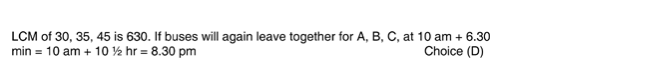 LCM of 30, 35, 45 is 630. If buses will again leave together for A, B, C, at 10 am + 6.30
min = 10 am + 10 ½ hr = 8.30 pm Choice (D)